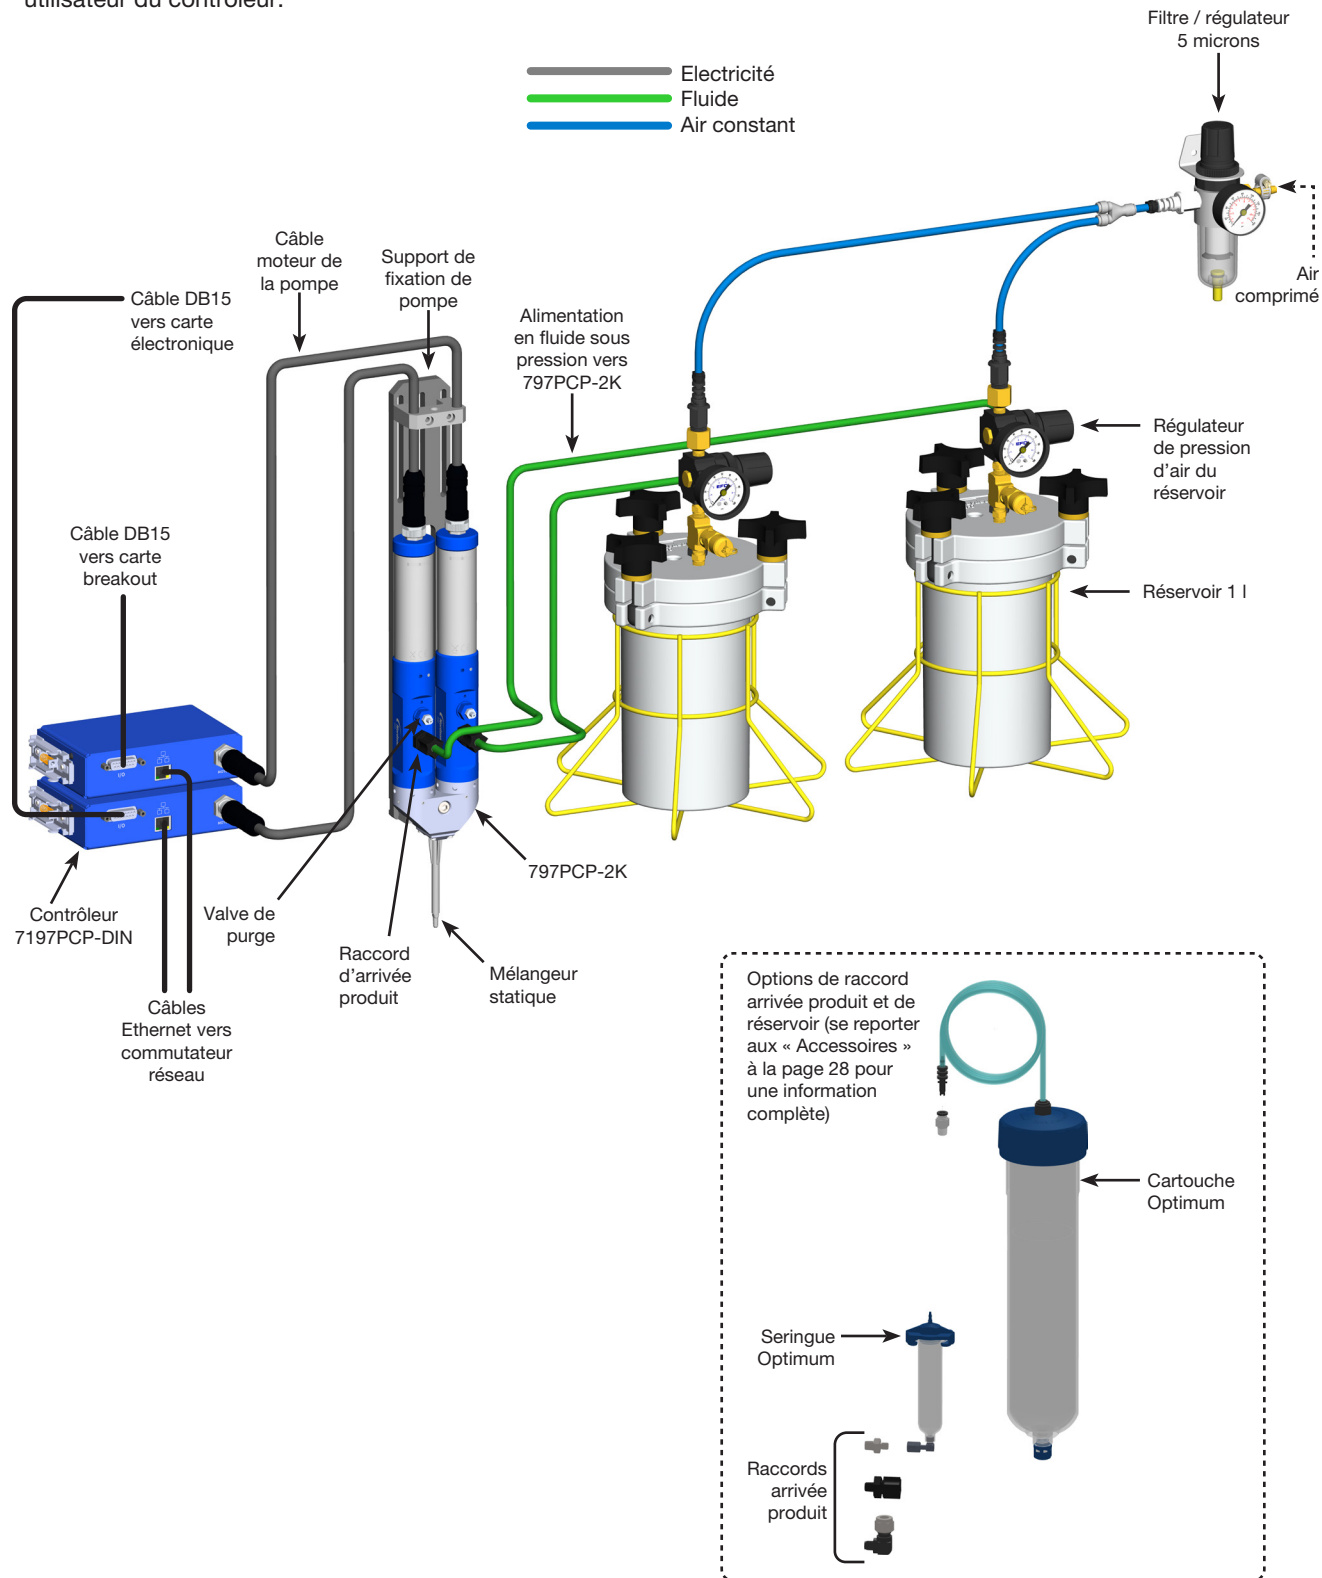 utilisateur du contrôleur.
Filtre / régulateur
5 microns
Electricité
Fluide
Air constant
Air
comprimé
Câble
moteur de
la pompe
Support de
fixation de
pompe
Câble DB15
vers carte
électronique
Alimentation
en fluide sous
pression vers
797PCP-2K
Régulateur
de pression
d’air du
réservoir
Câble DB15
vers carte
breakout
Réservoir 1 l
I/O
I/O
797PCP-2K
Contrôleur
7197PCP-DIN
Valve de
purge
Raccord
d’arrivée
produit
Mélangeur
statique
Câbles
Ethernet vers
commutateur
réseau
Options de raccord
arrivée produit et de
réservoir (se reporter
aux « Accessoires »
à la page 28 pour
une information
complète)
Cartouche
Optimum
Seringue
Optimum
Raccords
arrivée
produit